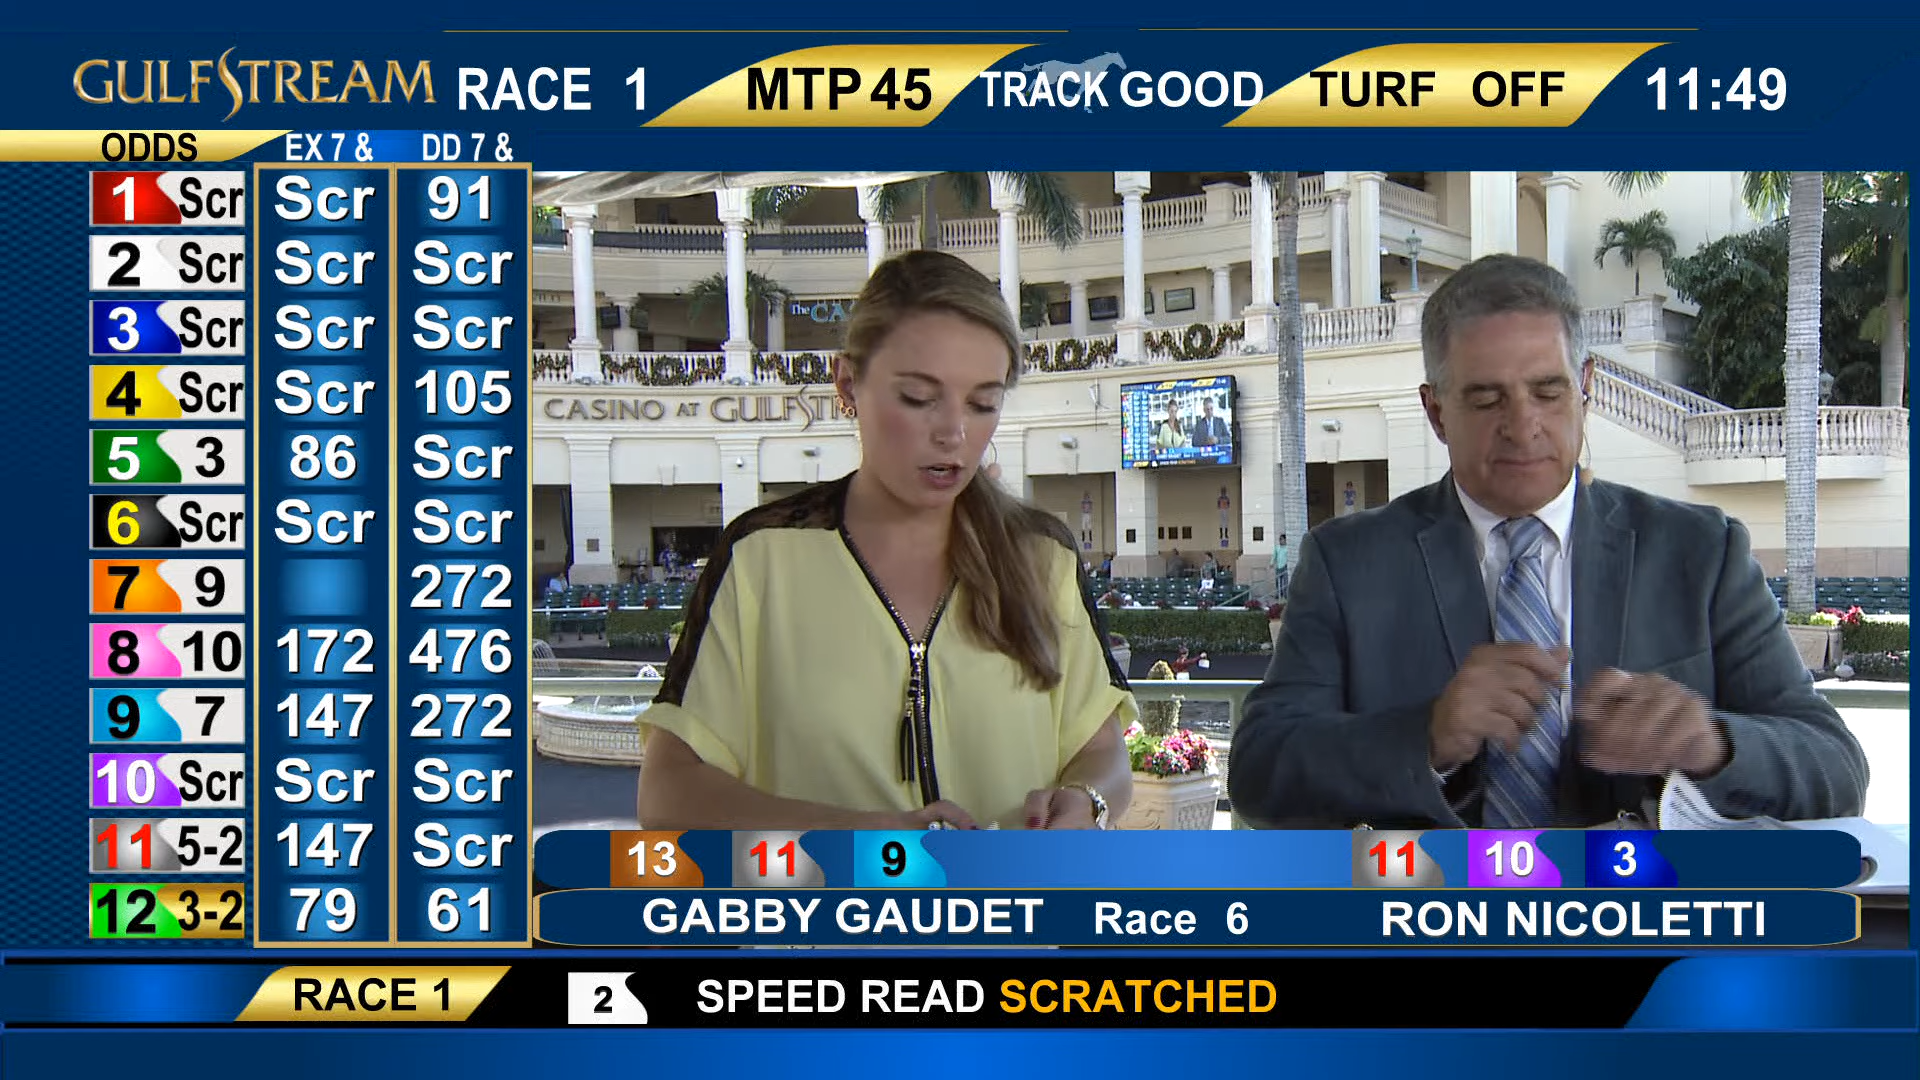 GULFSTREAM RACE 1 MTP 45 TRACK GOOD TURF OFF 11:49
ODDS EX 7 & DD 7 &
1 Scr Scr 91
2 Scr Scr Scr
3 Scr Scr Scr
4 Scr Scr 105
5 3 86 Scr
6 Scr Scr Scr
7 9 272
8 10 172 476
9 7 147 272
10 Scr Scr Scr
11 5-2 147 Scr
12 3-2 79 61
The CA
CASINO AT GULFSTR
13 11 9 11 10 3
GABBY GAUDET Race 6 RON NICOLETTI
RACE 1 2 SPEED READ SCRATCHED